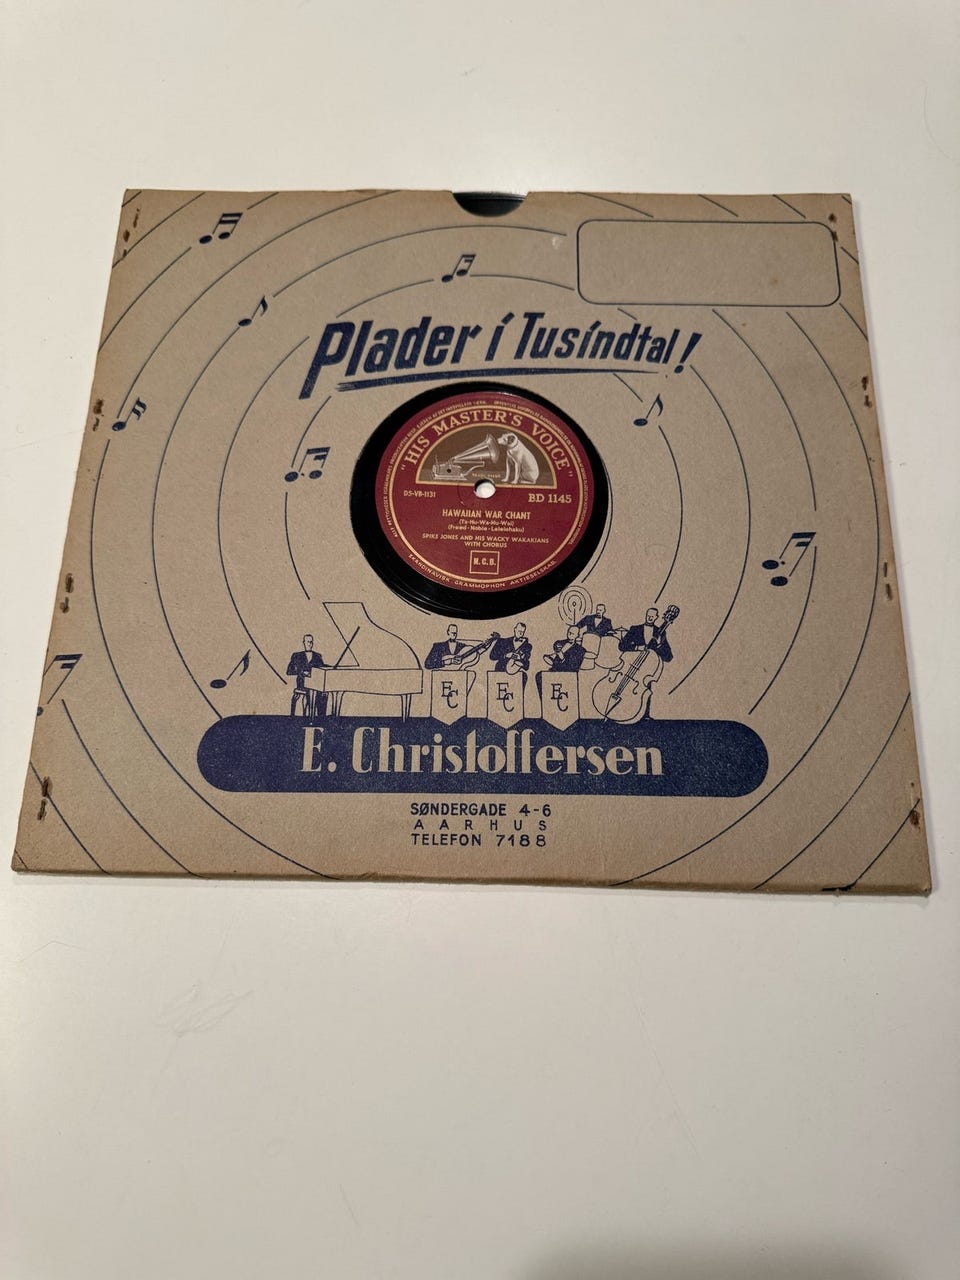 Plader i Tusindtal!
"HIS MASTER'S VOICE"
D5-VB-1131
BD 1145
HAWAIIAN WAR CHANT
(Ta-Hu-Wa-Hu-Wai)
(Freed - Noble - Leleiohaku)
SPIKE JONES AND HIS WACKY WAKAKIANS
WITH CHORUS
N.C.B.
SKANDINAVISK GRAMMOPHON AKTIESELSKAB
EC
EC
EC
E. Christoffersen
SØNDERGADE 4-6
AARHUS
TELEFON 7188